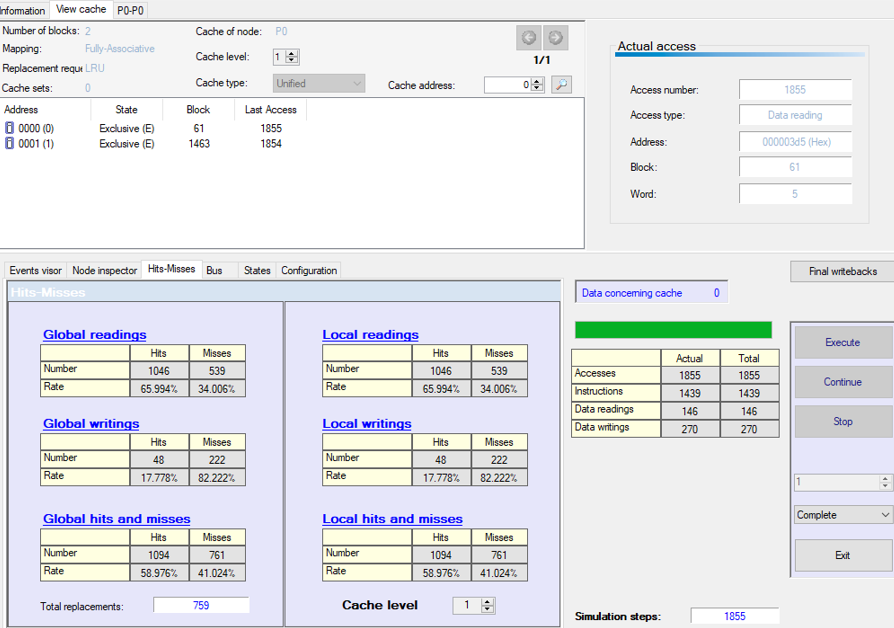 Information View cache P0-P0
Number of blocks: 2
Mapping: Fully-Associative
Replacement reque LRU
Cache sets: 0
Cache of node: P0
Cache level: 1
Cache type: Unified
Cache address: 0
1/1
Address State Block Last Access
0000 (0) Exclusive (E) 61 1855
0001 (1) Exclusive (E) 1463 1854
Actual access
Access number: 1855
Access type: Data reading
Address: 000003d5 (Hex)
Block: 61
Word: 5
Events visor Node inspector Hits-Misses Bus States Configuration
Hits-Misses
Global readings
Hits Misses
Number 1046 539
Rate 65.994% 34.006%
Global writings
Hits Misses
Number 48 222
Rate 17.778% 82.222%
Global hits and misses
Hits Misses
Number 1094 761
Rate 58.976% 41.024%
Total replacements: 759
Local readings
Hits Misses
Number 1046 539
Rate 65.994% 34.006%
Local writings
Hits Misses
Number 48 222
Rate 17.778% 82.222%
Local hits and misses
Hits Misses
Number 1094 761
Rate 58.976% 41.024%
Cache level 1
Data concerning cache 0
Actual Total
Accesses 1855 1855
Instructions 1439 1439
Data readings 146 146
Data writings 270 270
Simulation steps: 1855
Final writebacks
Execute
Continue
Stop
1
Complete
Exit